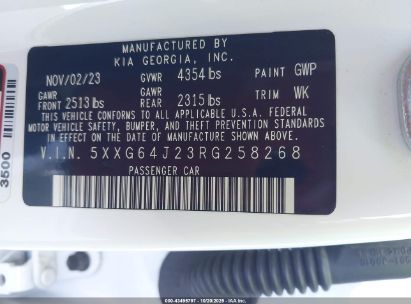 MANUFACTURED BY
KIA GEORGIA, INC.
NOV/02/23 GVWR 4354 lbs PAINT GWP
GAWR FRONT 2513 lbs GAWR REAR 2315 lbs TRIM WK
THIS VEHICLE CONFORMS TO ALL APPLICABLE U.S.A. FEDERAL
MOTOR VEHICLE SAFETY, BUMPER, AND THEFT PREVENTION STANDARDS
IN EFFECT ON THE DATE OF MANUFACTURE SHOWN ABOVE.
V.I.N. 5XXG64J23RG258268
PASSENGER CAR
3500